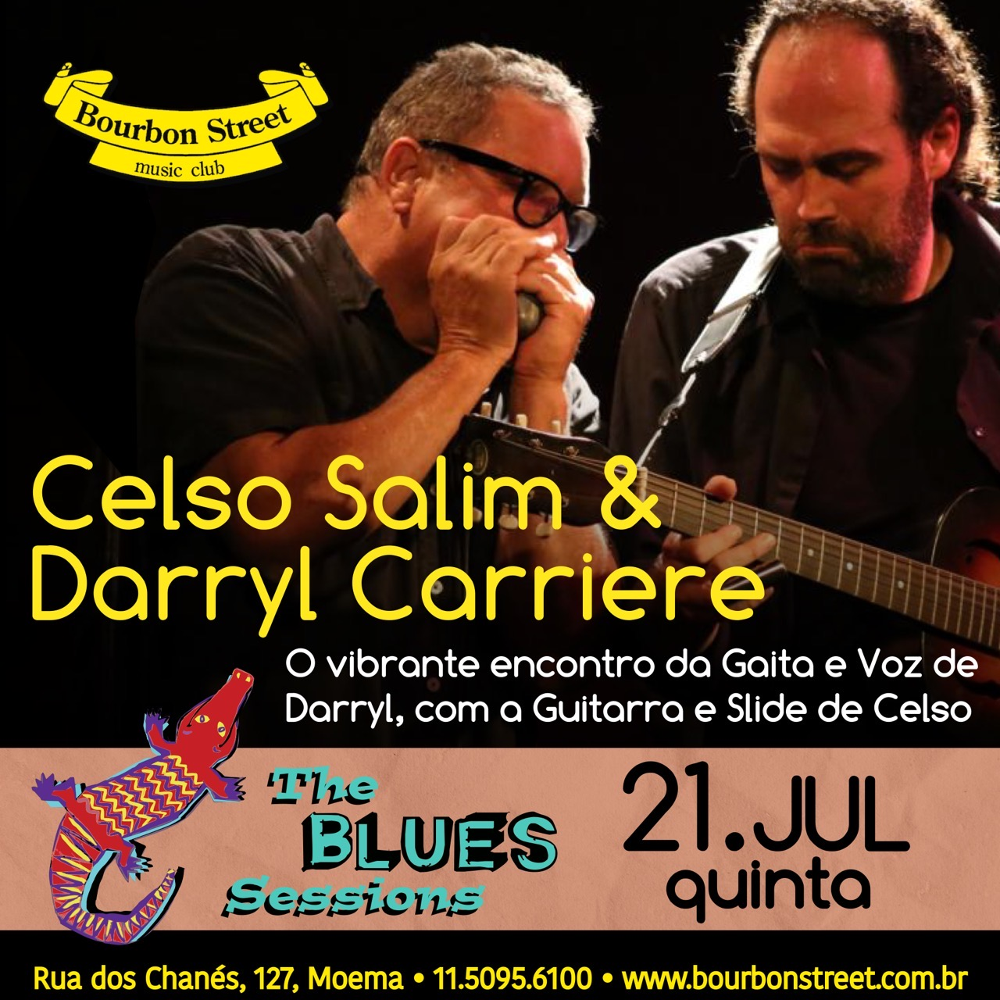 Bourbon Street
music club
Celso Salim &
Darryl Carriere
O vibrante encontro da Gaita e Voz de
Darryl, com a Guitarra e Slide de Celso
The
BLUES
Sessions
21.JUL
quinta
Rua dos Chanés, 127, Moema • 11.5095.6100 • www.bourbonstreet.com.br